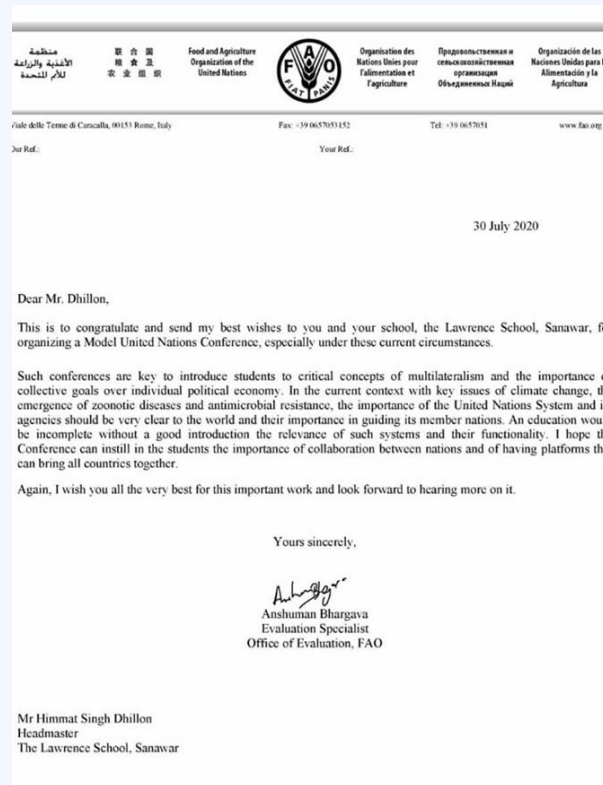 منظمة
الأغذية والزراعة
للأمم المتحدة
联 合 国
粮 食 及
农 业 组 织
Food and Agriculture
Organization of the
United Nations
F A O
FIAT PANIS
Organisation des
Nations Unies pour
l'alimentation et
l'agriculture
Продовольственная и
сельскохозяйственная
организация
Объединенных Наций
Organización de las
Naciones Unidas para l
Alimentación y la
Agricultura
Viale delle Terme di Caracalla, 00153 Rome, Italy
Fax: +39 0657053152
Tel: +39 0657051
www.fao.org
Our Ref.:
Your Ref.:
30 July 2020
Dear Mr. Dhillon,
This is to congratulate and send my best wishes to you and your school, the Lawrence School, Sanawar, f
organizing a Model United Nations Conference, especially under these current circumstances.
Such conferences are key to introduce students to critical concepts of multilateralism and the importance o
collective goals over individual political economy. In the current context with key issues of climate change, th
emergence of zoonotic diseases and antimicrobial resistance, the importance of the United Nations System and i
agencies should be very clear to the world and their importance in guiding its member nations. An education wou
be incomplete without a good introduction the relevance of such systems and their functionality. I hope th
Conference can instill in the students the importance of collaboration between nations and of having platforms th
can bring all countries together.
Again, I wish you all the very best for this important work and look forward to hearing more on it.
Yours sincerely,
Anshuman Bhargava
Evaluation Specialist
Office of Evaluation, FAO
Mr Himmat Singh Dhillon
Headmaster
The Lawrence School, Sanawar